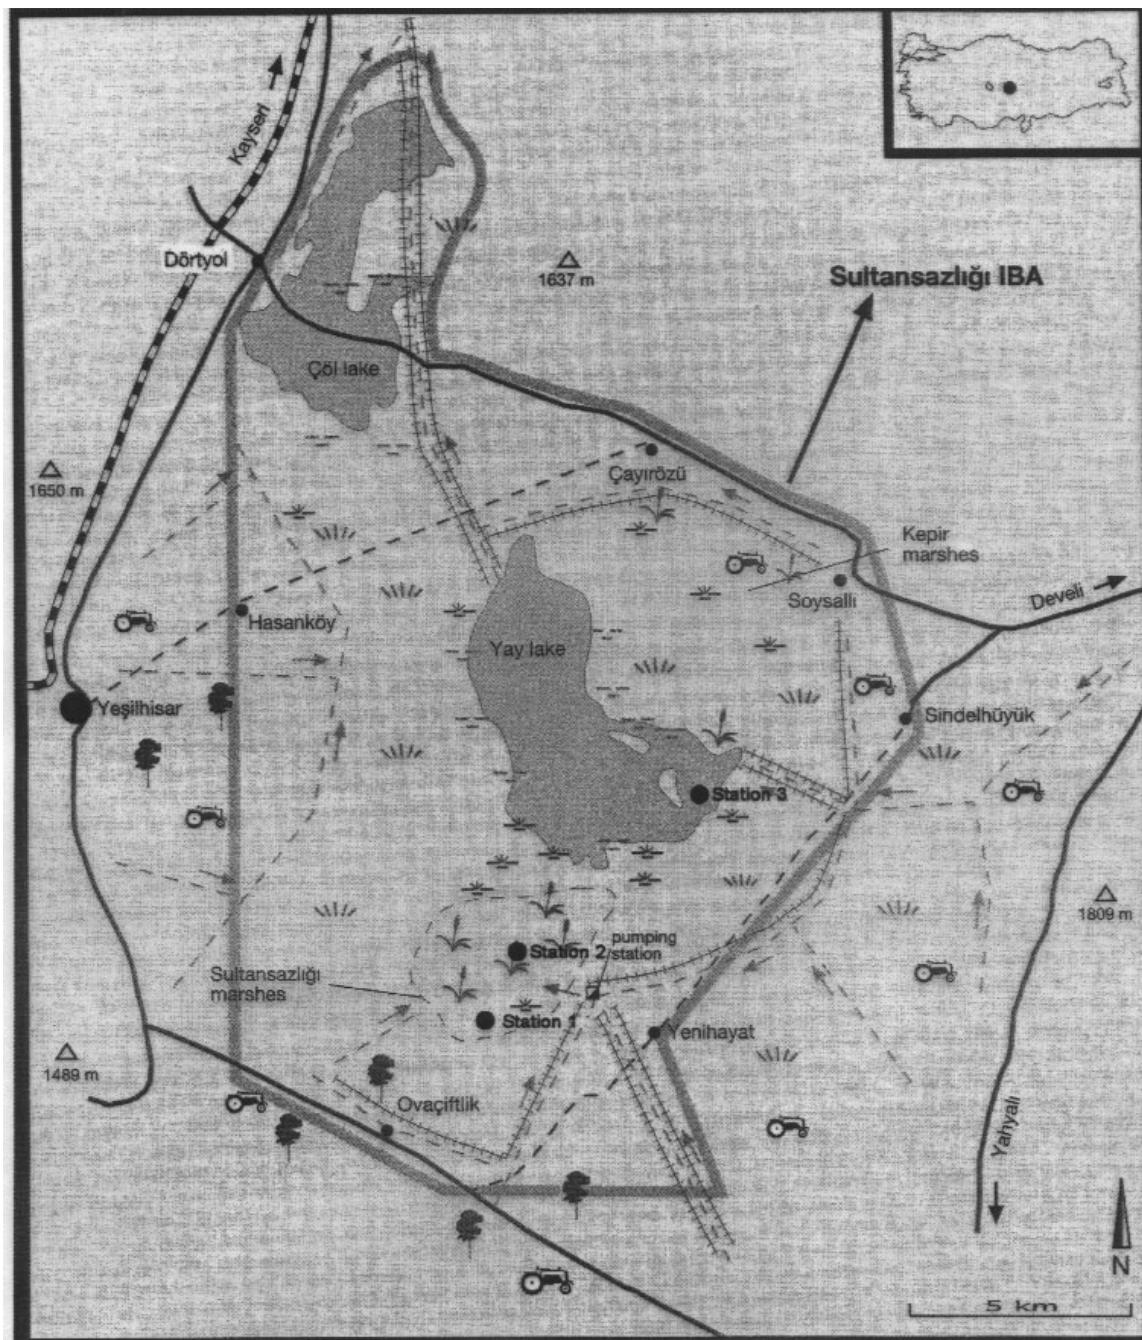 Kayseri
Dörtyol
1637 m
Sultansazlığı IBA
Çöl lake
1650 m
Çayırözü
Kepir
marshes
Soysallı
Develi
Hasanköy
Yay lake
Yeşilhisar
Sindelhüyük
Station 3
1809 m
Station 2
pumping
station
Sultansazlığı
marshes
Station 1
Yenihayat
1489 m
Ovaçiftlik
Yahyalı
N
5 km